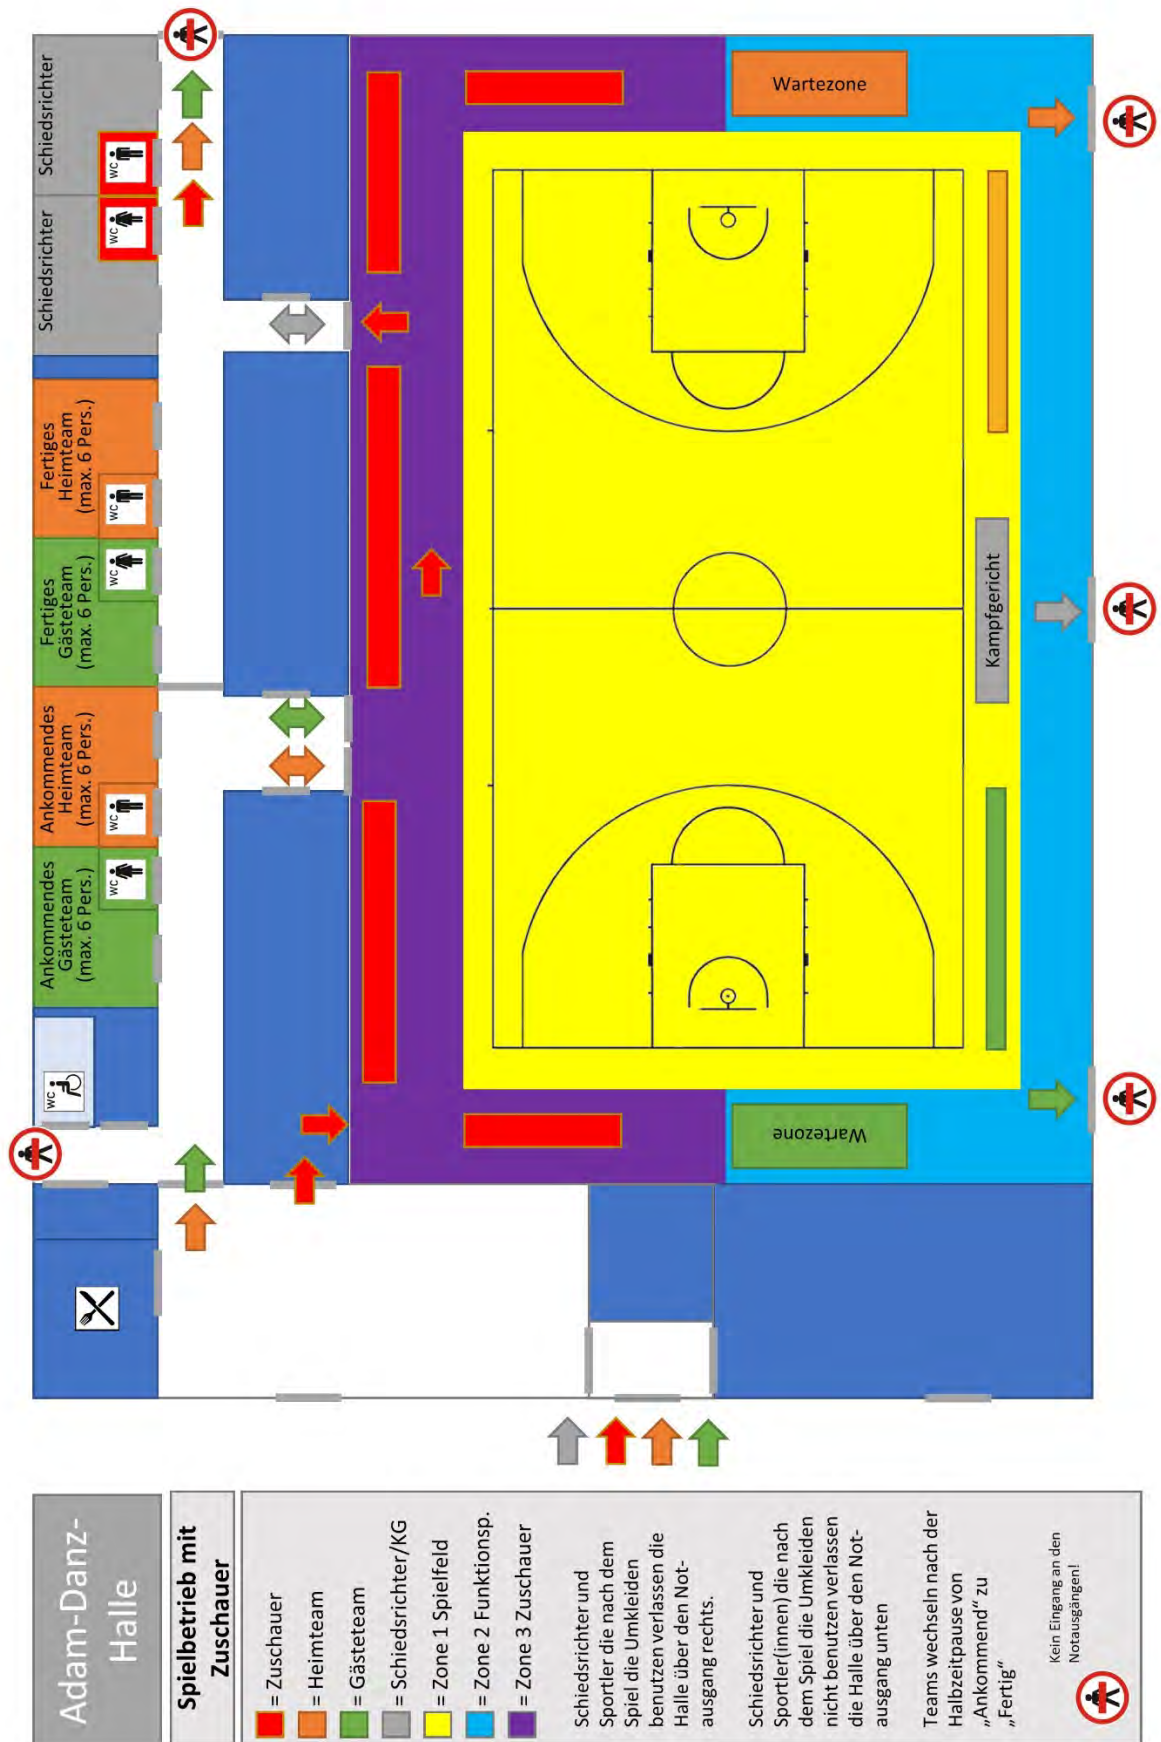 Adam-Danz-
Halle
Spielbetrieb mit
Zuschauer
= Zuschauer
= Heimteam
= Gästeteam
= Schiedsrichter/KG
= Zone 1 Spielfeld
= Zone 2 Funktionsp.
= Zone 3 Zuschauer
Schiedsrichter und
Sportler die nach dem
Spiel die Umkleiden
benutzen verlassen die
Halle über den Not-
ausgang rechts.
Schiedsrichter und
Sportler(innen) die nach
dem Spiel die Umkleiden
nicht benutzen verlassen
die Halle über den Not-
ausgang unten
Teams wechseln nach der
Halbzeitpause von
„Ankommend“ zu
„Fertig“
Kein Eingang an den
Notausgängen!
WC
Ankommendes
Gästeteam
(max. 6 Pers.)
WC
Ankommendes
Heimteam
(max. 6 Pers.)
WC
Fertiges
Gästeteam
(max. 6 Pers.)
WC
Fertiges
Heimteam
(max. 6 Pers.)
WC
Schiedsrichter
WC
Schiedsrichter
WC
Wartezone
Kampfgericht
Wartezone